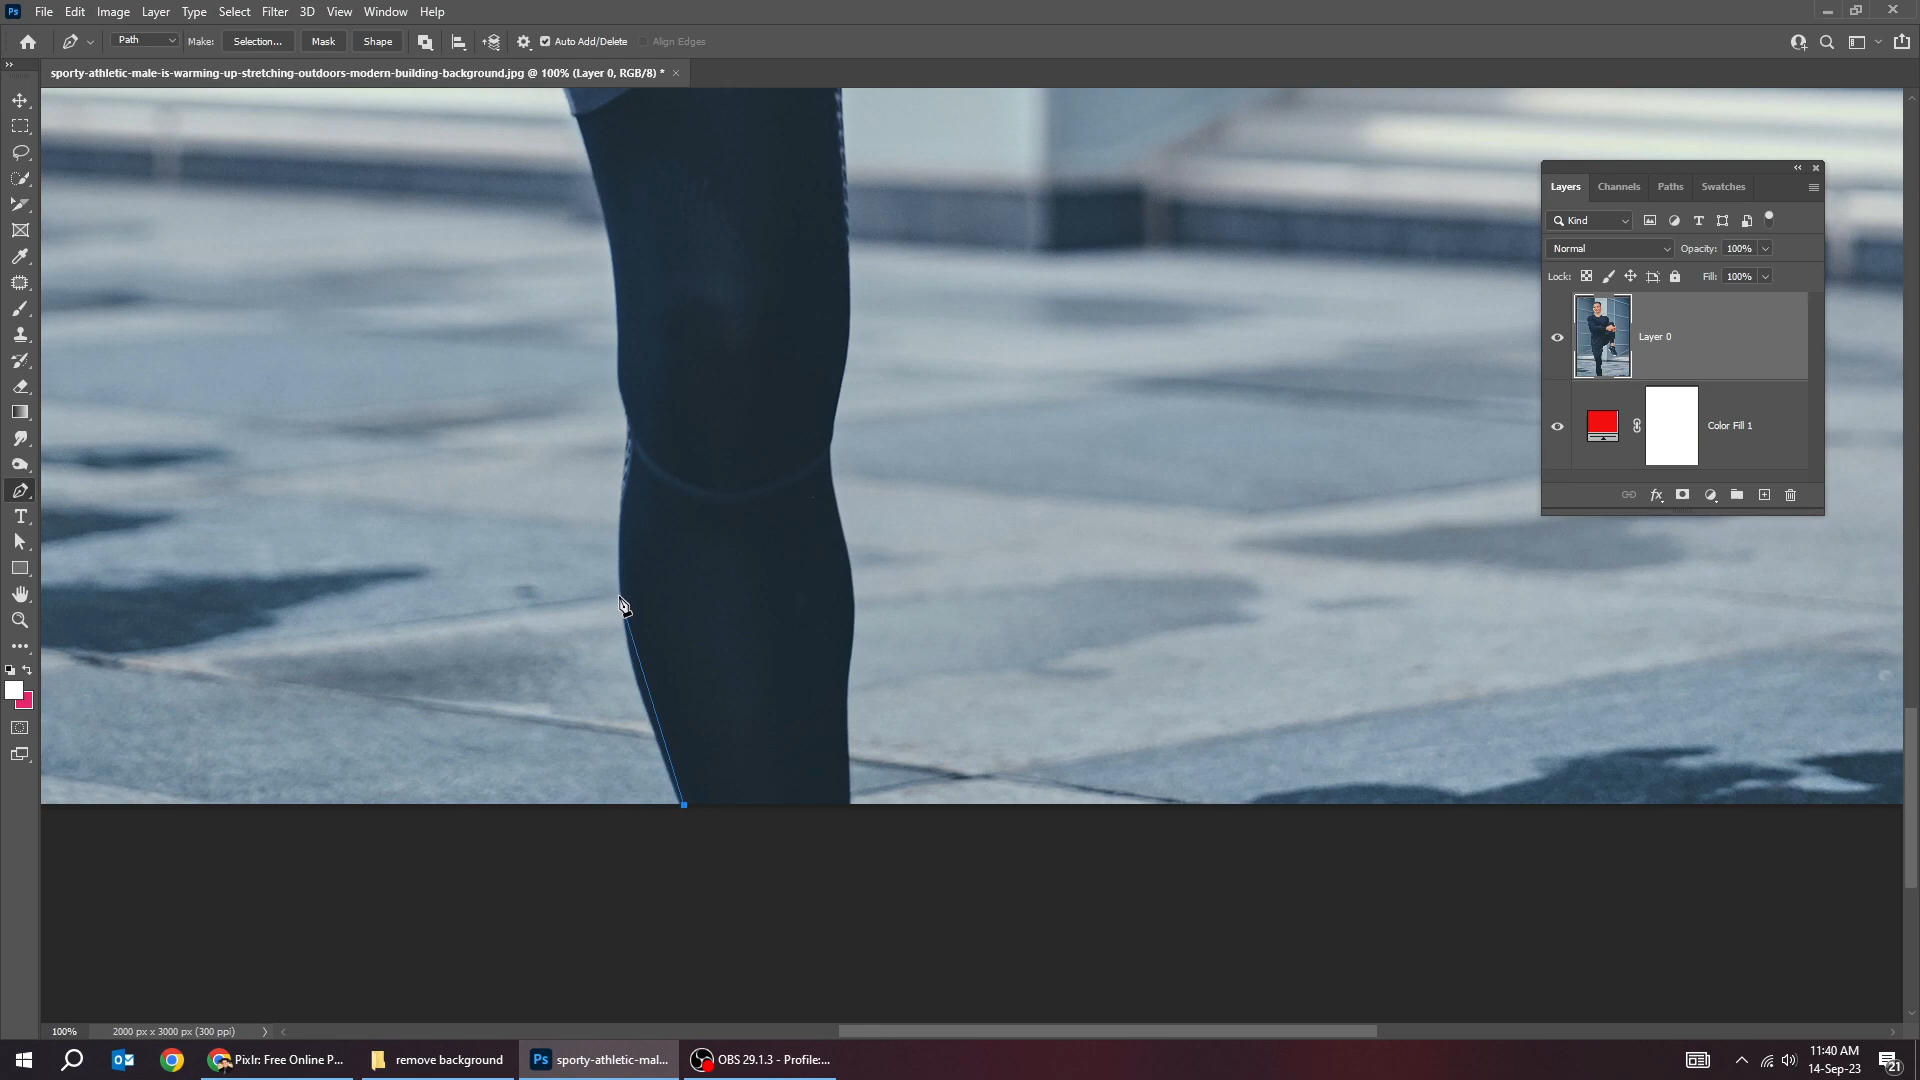 Ps File Edit Image Layer Type Select Filter 3D View Window Help
Path Make: Selection... Mask Shape Auto Add/Delete Align Edges
sporty-athletic-male-is-warming-up-stretching-outdoors-modern-building-background.jpg @ 100% (Layer 0, RGB/8) *
Layers Channels Paths Swatches
Kind
Normal Opacity: 100%
Lock: Fill: 100%
Layer 0
Color Fill 1
100% 2000 px x 3000 px (300 ppi)
Pixlr: Free Online P... remove background Ps sporty-athletic-mal... OBS 29.1.3 - Profile:...
11:40 AM
14-Sep-23
21